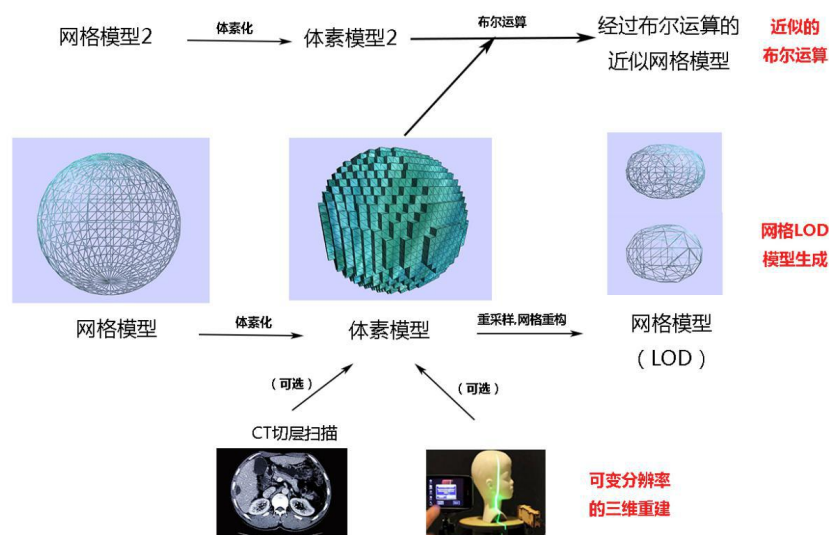 网格模型2
体素化
体素模型2
布尔运算
经过布尔运算的
近似网格模型
近似的
布尔运算
网格LOD
模型生成
网格模型
体素化
体素模型
重采样,网格重构
网格模型
（LOD）
（可选）
（可选）
CT切层扫描
可变分辨率
的三维重建